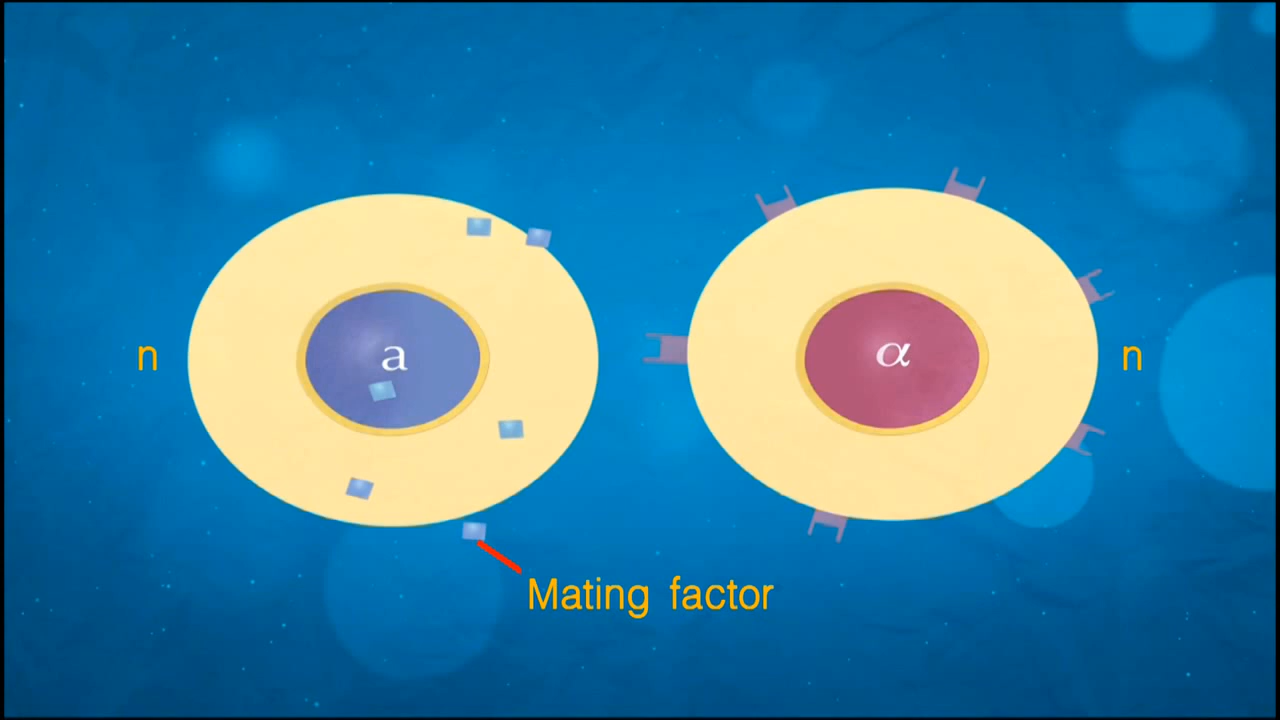 n
a
α
n
Mating factor